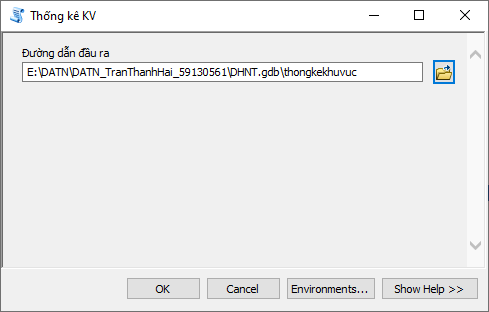 Thống kê KV
Đường dẫn đầu ra
E:\DATN\DATN_TranThanhHai_59130561\DHNT.gdb\thongkekhuvuc
OK
Cancel
Environments...
Show Help >>